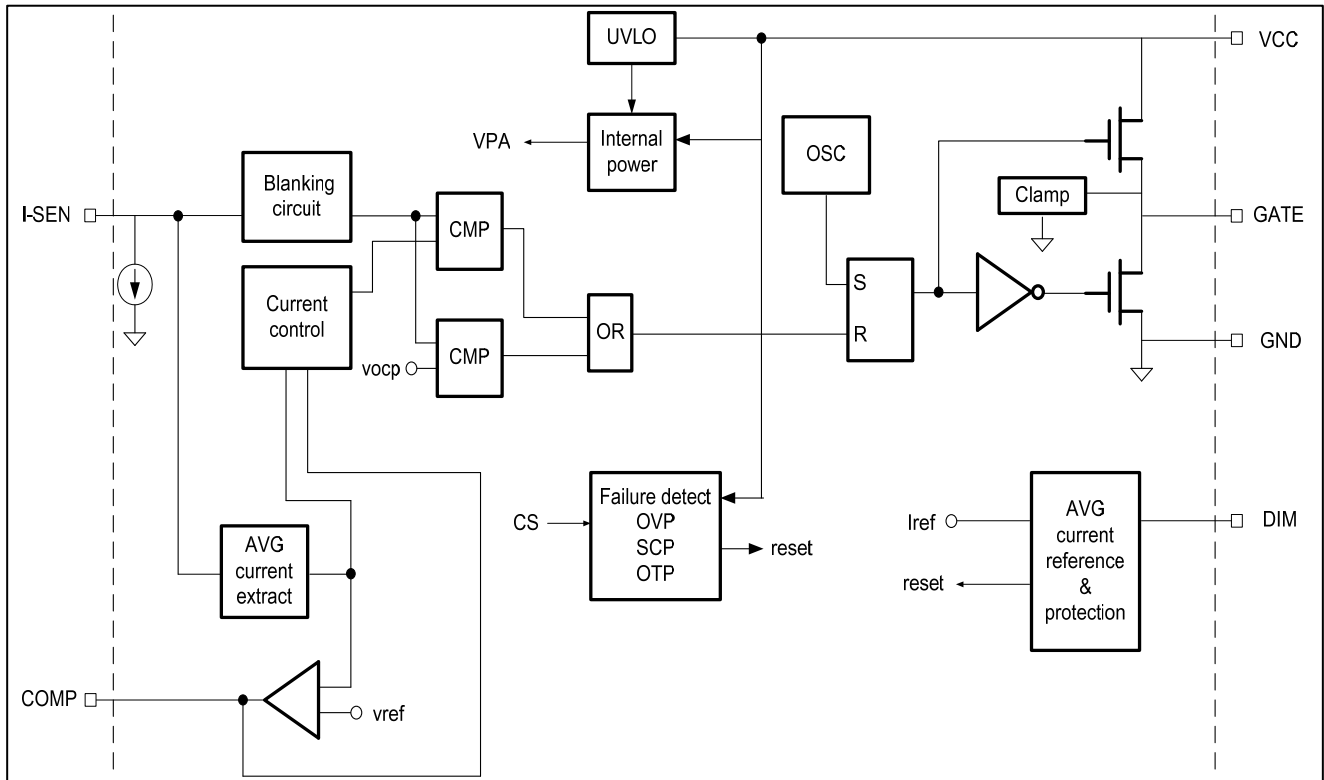 UVLO
VCC
Internal
power
VPA
OSC
Blanking
circuit
I-SEN
CMP
Clamp
GATE
Current
control
S
R
OR
CMP
vocp
GND
Failure detect
OVP
SCP
OTP
CS
reset
AVG
current
reference
&
protection
Iref
reset
DIM
AVG
current
extract
COMP
vref